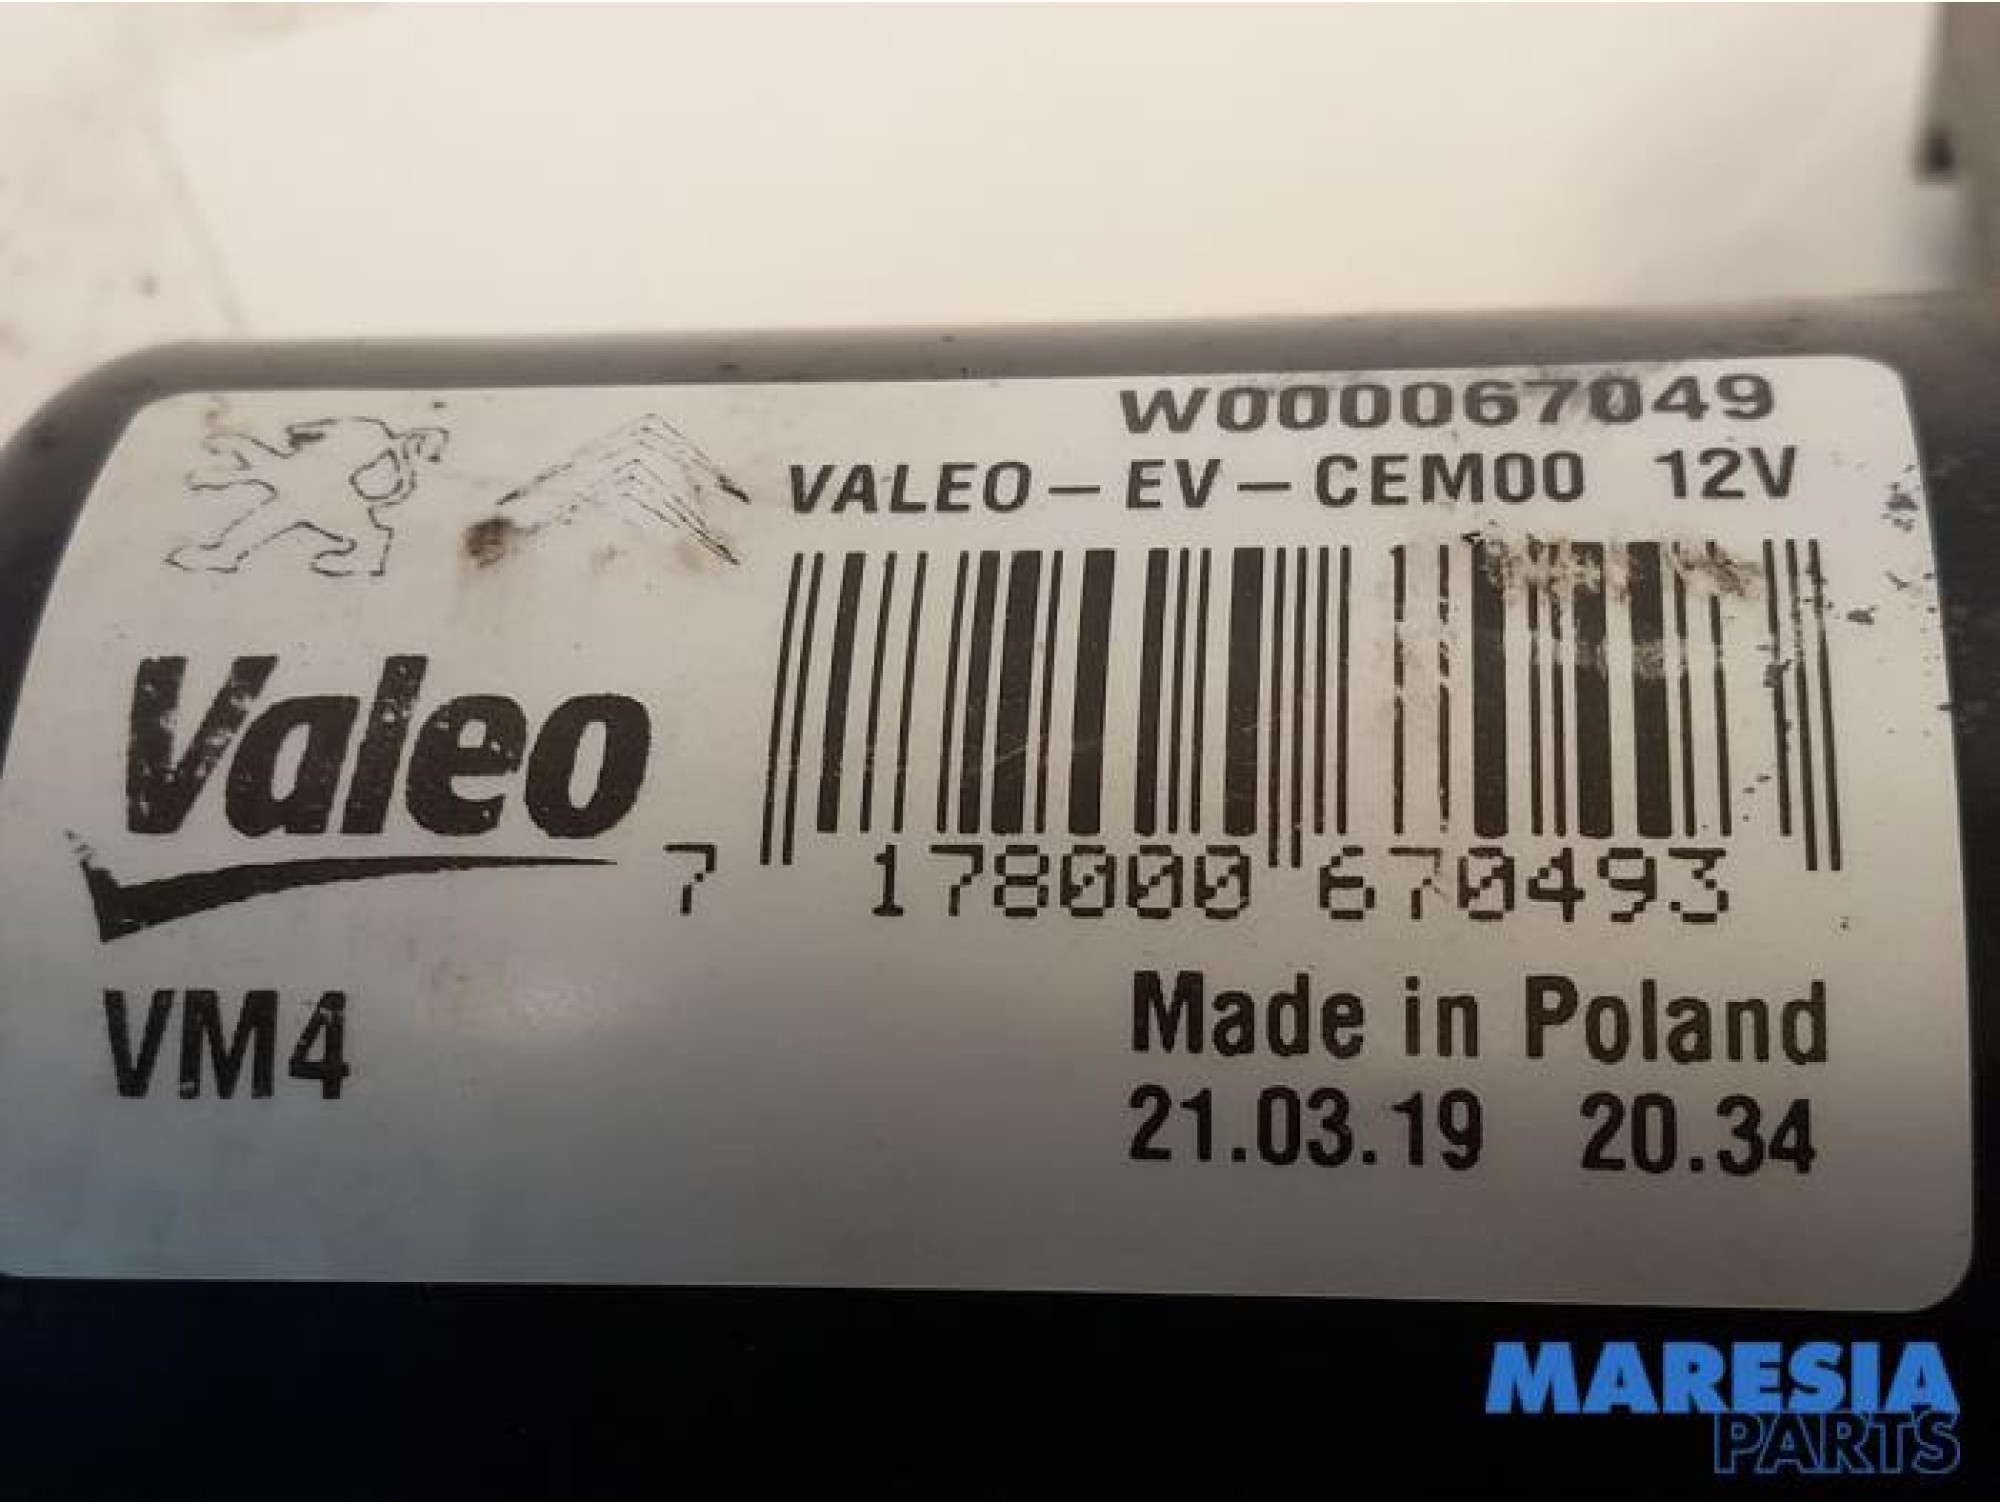 W000067049
VALEO-EV-CEM00 12V
Valeo
7 178000 670493
VM4
Made in Poland
21.03.19 20.34
MARESIA
PARTS